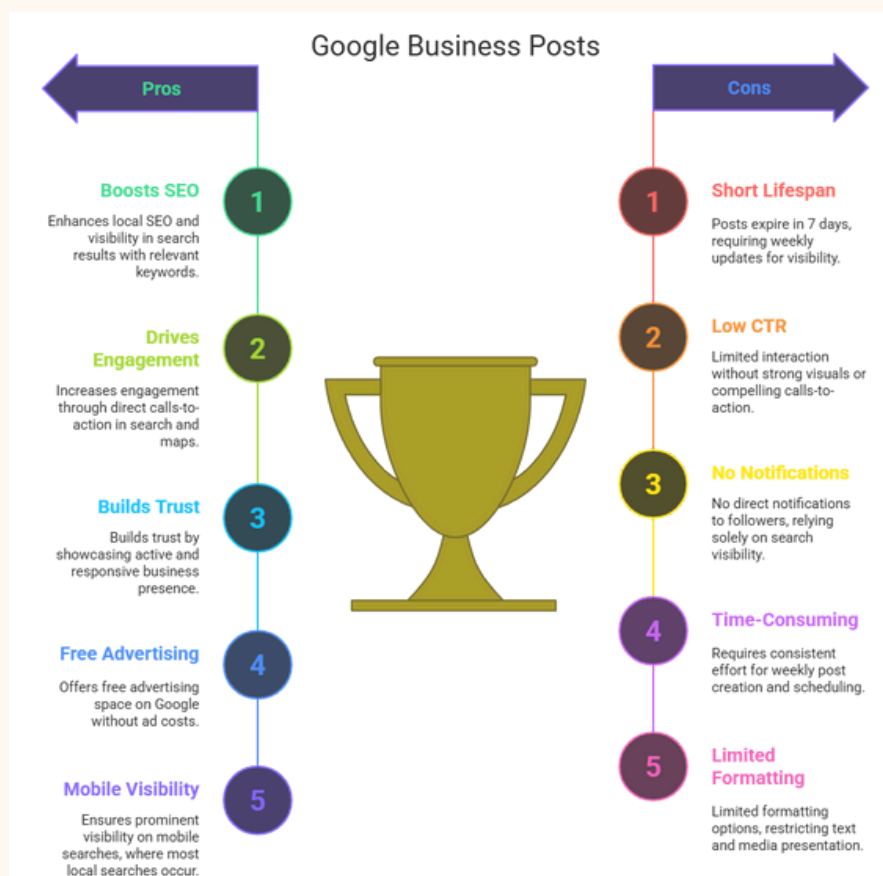 Google Business Posts
Pros
1
Boosts SEO
Enhances local SEO and
visibility in search
results with relevant
keywords.
2
Drives
Engagement
Increases engagement
through direct calls-to-
action in search and
maps.
3
Builds Trust
Builds trust by
showcasing active and
responsive business
presence.
4
Free Advertising
Offers free advertising
space on Google
without ad costs.
5
Mobile Visibility
Ensures prominent
visibility on mobile
searches, where most
local searches occur.
Cons
1
Short Lifespan
Posts expire in 7 days,
requiring weekly
updates for visibility.
2
Low CTR
Limited interaction
without strong visuals or
compelling calls-to-
action.
3
No Notifications
No direct notifications
to followers, relying
solely on search
visibility.
4
Time-Consuming
Requires consistent
effort for weekly post
creation and scheduling.
5
Limited
Formatting
Limited formatting
options, restricting text
and media presentation.